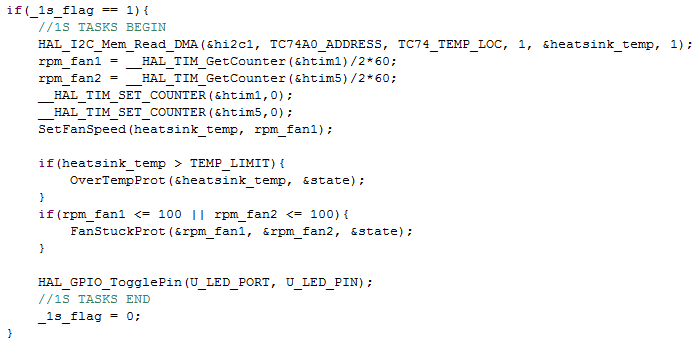 if(_1s_flag == 1){
    //1S TASKS BEGIN
    HAL_I2C_Mem_Read_DMA(&hi2c1, TC74A0_ADDRESS, TC74_TEMP_LOC, 1, &heatsink_temp, 1);
    rpm_fan1 = __HAL_TIM_GetCounter(&htim1)/2*60;
    rpm_fan2 = __HAL_TIM_GetCounter(&htim5)/2*60;
    __HAL_TIM_SET_COUNTER(&htim1,0);
    __HAL_TIM_SET_COUNTER(&htim5,0);
    SetFanSpeed(heatsink_temp, rpm_fan1);

    if(heatsink_temp > TEMP_LIMIT){
        OverTempProt(&heatsink_temp, &state);
    }
    if(rpm_fan1 <= 100 || rpm_fan2 <= 100){
        FanStuckProt(&rpm_fan1, &rpm_fan2, &state);
    }

    HAL_GPIO_TogglePin(U_LED_PORT, U_LED_PIN);
    //1S TASKS END
    _1s_flag = 0;
}